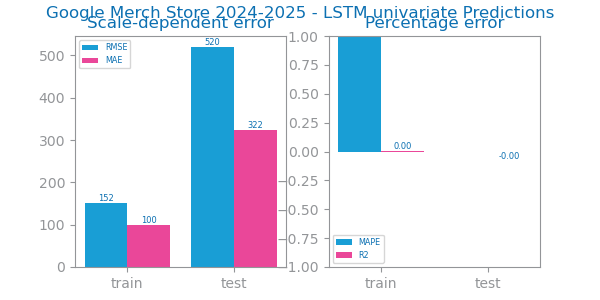 Google Merch Store 2024-2025 - LSTM univariate Predictions
Scale-dependent error
Percentage error
RMSE
MAE
500
400
300
200
100
0
152
100
520
322
train
test
1.00
0.75
0.50
0.25
0.00
0.25
0.50
0.75
1.00
0.00
-0.00
MAPE
R2
train
test